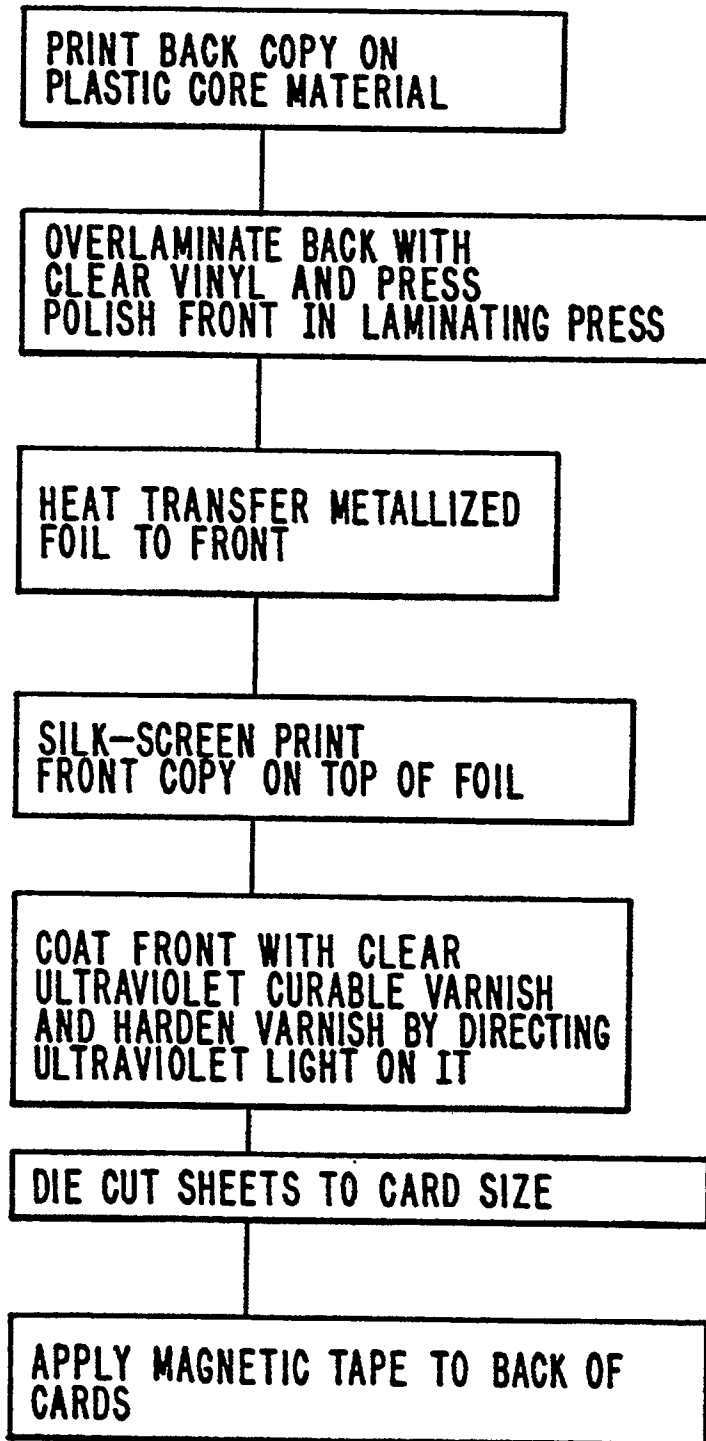 PRINT BACK COPY ON
PLASTIC CORE MATERIAL
OVERLAMINATE BACK WITH
CLEAR VINYL AND PRESS
POLISH FRONT IN LAMINATING PRESS
HEAT TRANSFER METALLIZED
FOIL TO FRONT
SILK-SCREEN PRINT
FRONT COPY ON TOP OF FOIL
COAT FRONT WITH CLEAR
ULTRAVIOLET CURABLE VARNISH
AND HARDEN VARNISH BY DIRECTING
ULTRAVIOLET LIGHT ON IT
DIE CUT SHEETS TO CARD SIZE
APPLY MAGNETIC TAPE TO BACK OF
CARDS